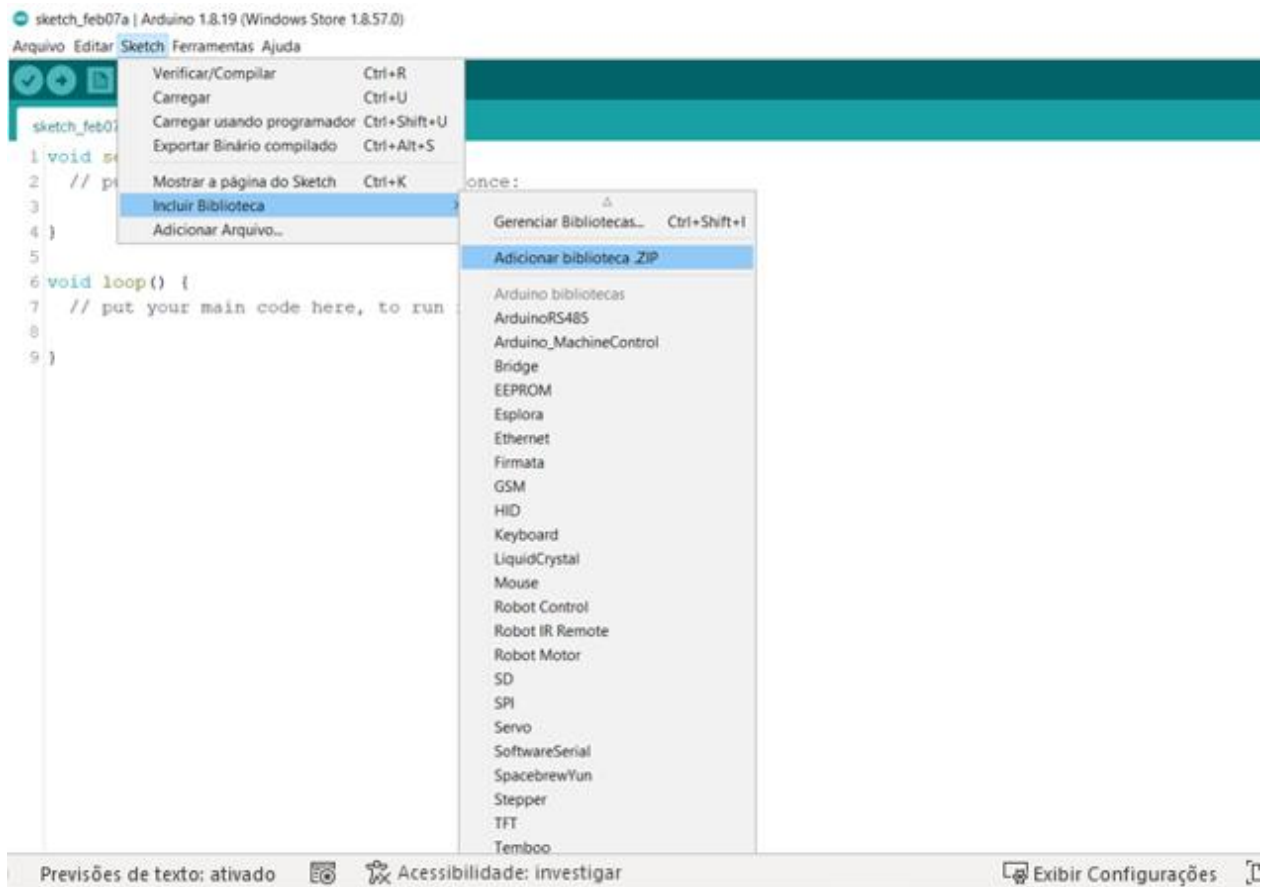 sketch_feb07a | Arduino 1.8.19 (Windows Store 1.8.57.0)
Arquivo Editar Sketch Ferramentas Ajuda
Verificar/Compilar Ctrl+R
Carregar Ctrl+U
Carregar usando programador Ctrl+Shift+U
Exportar Binário compilado Ctrl+Alt+S
Mostrar a página do Sketch Ctrl+K
Incluir Biblioteca
Adicionar Arquivo...
sketch_feb07
1 void se
2 // pu once:
3
4 }
5
6 void loop() {
7 // put your main code here, to run
8
9 }
Gerenciar Bibliotecas... Ctrl+Shift+I
Adicionar biblioteca .ZIP
Arduino bibliotecas
ArduinoRS485
Arduino_MachineControl
Bridge
EEPROM
Esplora
Ethernet
Firmata
GSM
HID
Keyboard
LiquidCrystal
Mouse
Robot Control
Robot IR Remote
Robot Motor
SD
SPI
Servo
SoftwareSerial
SpacebrewYun
Stepper
TFT
Temboo
Previsões de texto: ativado Acessibilidade: investigar Exibir Configurações